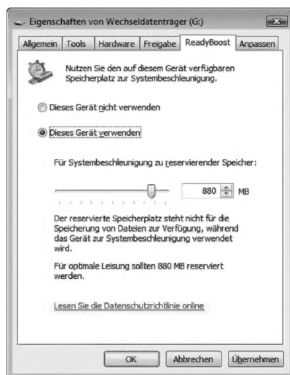 Eigenschaften von Wechseldatenträger (G:)
Allgemein Tools Hardware Freigabe ReadyBoost Anpassen
Nutzen Sie den auf diesem Gerät verfügbaren
Speicherplatz zur Systembeschleunigung.
Dieses Gerät nicht verwenden
Dieses Gerät verwenden
Für Systembeschleunigung zu reservierender Speicher:
880 MB
Der reservierte Speicherplatz steht nicht für die
Speicherung von Dateien zur Verfügung, während
das Gerät zur Systembeschleunigung verwendet
wird.
Für optimale Leisung sollten 880 MB reserviert
werden.
Lesen Sie die Datenschutzrichtlinie online
OK Abbrechen Übernehmen